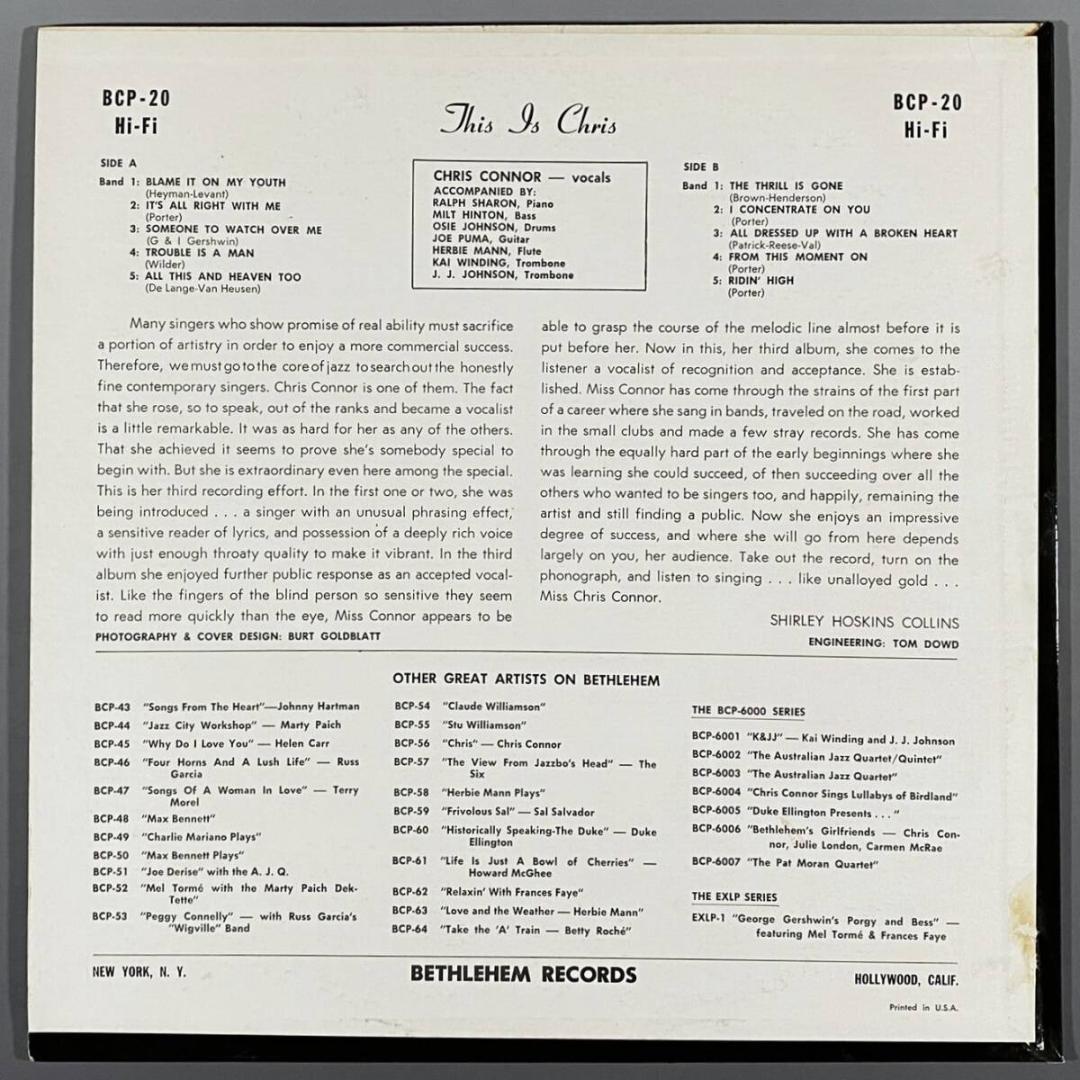 BCP-20
Hi-Fi
This Is Chris
BCP-20
Hi-Fi
SIDE A
Band 1: BLAME IT ON MY YOUTH
(Heyman-Levant)
2: IT'S ALL RIGHT WITH ME
(Porter)
3: SOMEONE TO WATCH OVER ME
(G & I Gershwin)
4: TROUBLE IS A MAN
(Wilder)
5: ALL THIS AND HEAVEN TOO
(De Lange-Van Heusen)
CHRIS CONNOR — vocals
ACCOMPANIED BY:
RALPH SHARON, Piano
MILT HINTON, Bass
OSIE JOHNSON, Drums
JOE PUMA, Guitar
HERBIE MANN, Flute
KAI WINDING, Trombone
J. J. JOHNSON, Trombone
SIDE B
Band 1: THE THRILL IS GONE
(Brown-Henderson)
2: I CONCENTRATE ON YOU
(Porter)
3: ALL DRESSED UP WITH A BROKEN HEART
(Patrick-Reese-Val)
4: FROM THIS MOMENT ON
(Porter)
5: RIDIN' HIGH
(Porter)
Many singers who show promise of real ability must sacrifice
a portion of artistry in order to enjoy a more commercial success.
Therefore, we must go to the core of jazz to search out the honestly
fine contemporary singers. Chris Connor is one of them. The fact
that she rose, so to speak, out of the ranks and became a vocalist
is a little remarkable. It was as hard for her as any of the others.
That she achieved it seems to prove she's somebody special to
begin with. But she is extraordinary even here among the special.
This is her third recording effort. In the first one or two, she was
being introduced . . . a singer with an unusual phrasing effect,
a sensitive reader of lyrics, and possession of a deeply rich voice
with just enough throaty quality to make it vibrant. In the third
album she enjoyed further public response as an accepted vocal-
ist. Like the fingers of the blind person so sensitive they seem
to read more quickly than the eye, Miss Connor appears to be
PHOTOGRAPHY & COVER DESIGN: BURT GOLDBLATT
able to grasp the course of the melodic line almost before it is
put before her. Now in this, her third album, she comes to the
listener a vocalist of recognition and acceptance. She is estab-
lished. Miss Connor has come through the strains of the first part
of a career where she sang in bands, traveled on the road, worked
in the small clubs and made a few stray records. She has come
through the equally hard part of the early beginnings where she
was learning she could succeed, of then succeeding over all the
others who wanted to be singers too, and happily, remaining the
artist and still finding a public. Now she enjoys an impressive
degree of success, and where she will go from here depends
largely on you, her audience. Take out the record, turn on the
phonograph, and listen to singing . . . like unalloyed gold . . .
Miss Chris Connor.
SHIRLEY HOSKINS COLLINS
ENGINEERING: TOM DOWD
OTHER GREAT ARTISTS ON BETHLEHEM
BCP-43 "Songs From The Heart"—Johnny Hartman
BCP-44 "Jazz City Workshop" — Marty Paich
BCP-45 "Why Do I Love You" — Helen Carr
BCP-46 "Four Horns And A Lush Life" — Russ
Garcia
BCP-47 "Songs Of A Woman In Love" — Terry
Morel
BCP-48 "Max Bennett"
BCP-49 "Charlie Mariano Plays"
BCP-50 "Max Bennett Plays"
BCP-51 "Joe Derise" with the A. J. Q.
BCP-52 "Mel Tormé with the Marty Paich Dek-
Tette"
BCP-53 "Peggy Connelly" — with Russ Garcia's
"Wigville" Band
BCP-54 "Claude Williamson"
BCP-55 "Stu Williamson"
BCP-56 "Chris" — Chris Connor
BCP-57 "The View From Jazzbo's Head" — The
Six
BCP-58 "Herbie Mann Plays"
BCP-59 "Frivolous Sal" — Sal Salvador
BCP-60 "Historically Speaking-The Duke" — Duke
Ellington
BCP-61 "Life Is Just A Bowl of Cherries" —
Howard McGhee
BCP-62 "Relaxin' With Frances Faye"
BCP-63 "Love and the Weather — Herbie Mann"
BCP-64 "Take the 'A' Train — Betty Roché"
THE BCP-6000 SERIES
BCP-6001 "K&JJ" — Kai Winding and J. J. Johnson
BCP-6002 "The Australian Jazz Quartet/Quintet"
BCP-6003 "The Australian Jazz Quartet"
BCP-6004 "Chris Connor Sings Lullabys of Birdland"
BCP-6005 "Duke Ellington Presents . . . "
BCP-6006 "Bethlehem's Girlfriends — Chris Con-
nor, Julie London, Carmen McRae
BCP-6007 "The Pat Moran Quartet"
THE EXLP SERIES
EXLP-1 "George Gershwin's Porgy and Bess" —
featuring Mel Tormé & Frances Faye
NEW YORK, N. Y.
BETHLEHEM RECORDS
HOLLYWOOD, CALIF.
Printed in U.S.A.